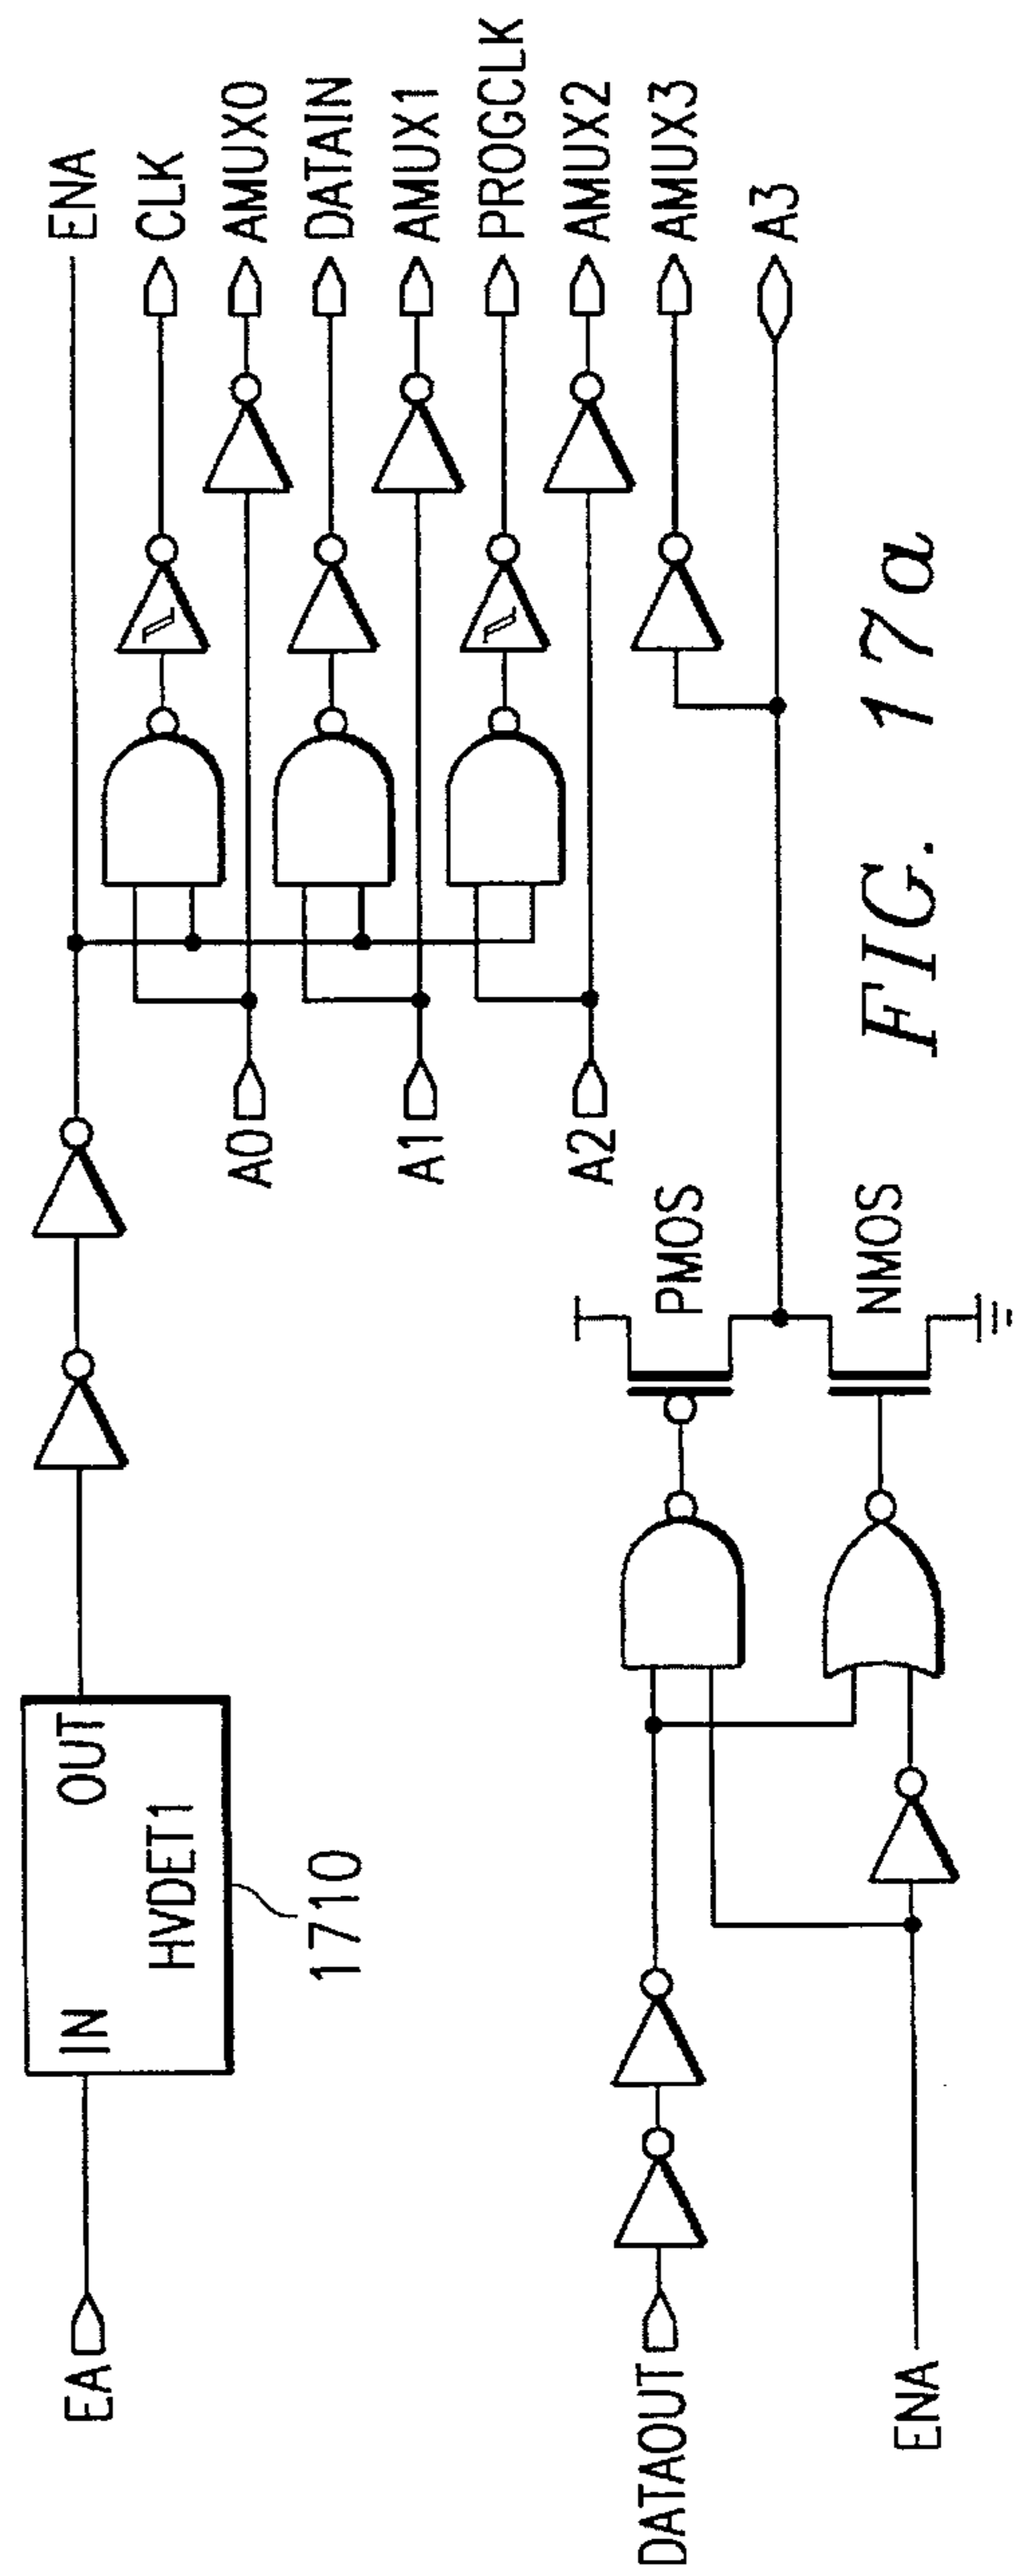 EA
IN
OUT
HVDET1
1710
ENA
CLK
A0
AMUX0
DATAIN
A1
AMUX1
PROGCLK
A2
AMUX2
AMUX3
A3
PMOS
NMOS
DATAOUT
ENA
FIG. 17a